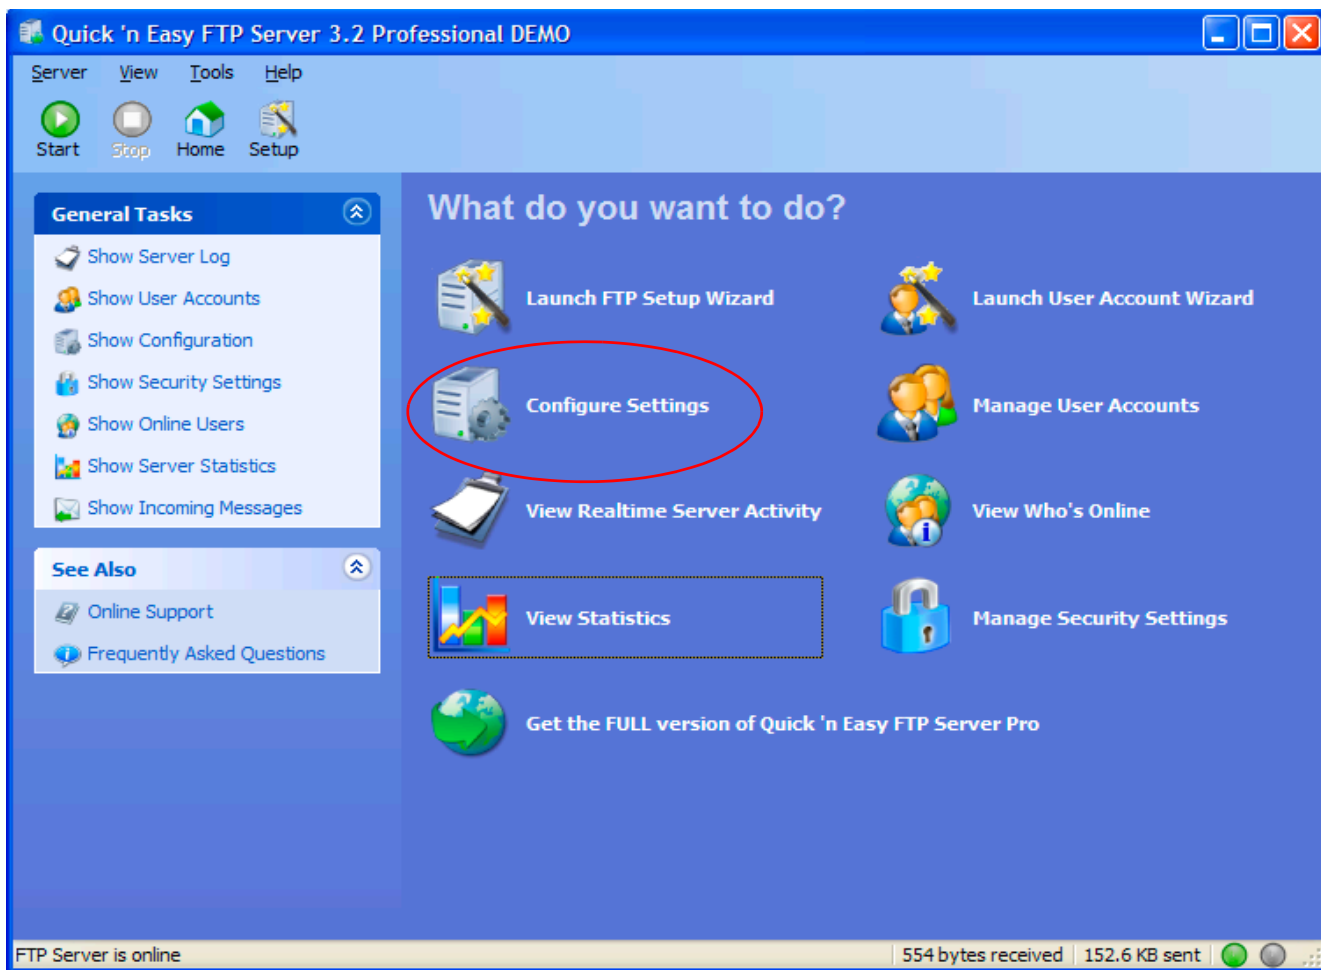 Quick 'n Easy FTP Server 3.2 Professional DEMO
Server View Tools Help
Start Stop Home Setup
General Tasks
Show Server Log
Show User Accounts
Show Configuration
Show Security Settings
Show Online Users
Show Server Statistics
Show Incoming Messages
See Also
Online Support
Frequently Asked Questions
What do you want to do?
Launch FTP Setup Wizard
Launch User Account Wizard
Configure Settings
Manage User Accounts
View Realtime Server Activity
View Who's Online
View Statistics
Manage Security Settings
Get the FULL version of Quick 'n Easy FTP Server Pro
FTP Server is online
554 bytes received
152.6 KB sent